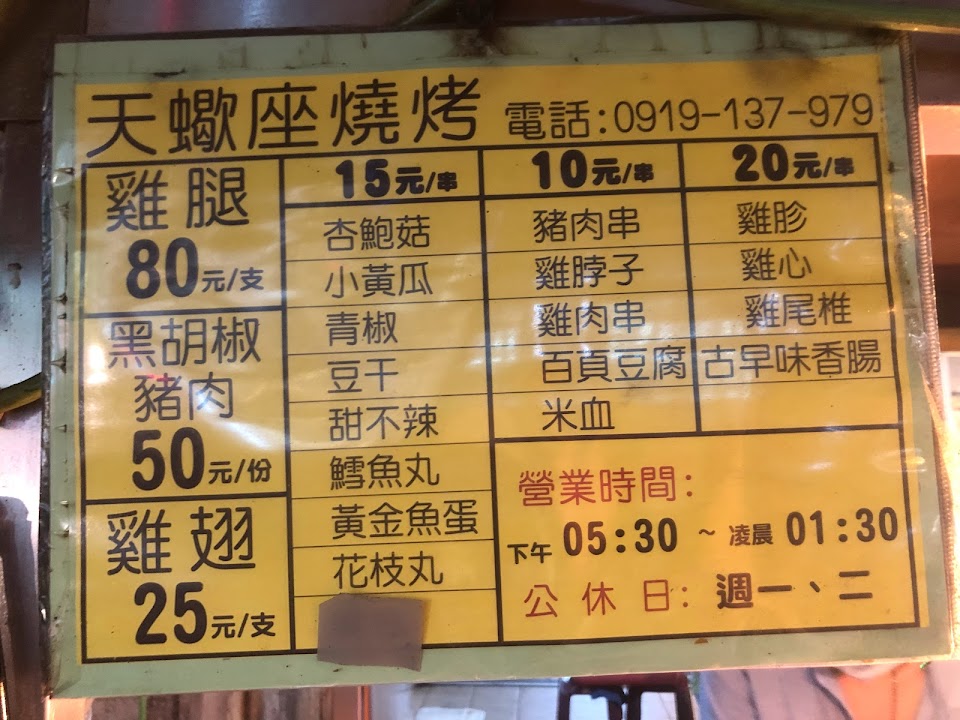 天蠍座燒烤 電話:0919-137-979
雞腿
80元/支
黑胡椒
豬肉
50元/份
雞翅
25元/支
15元/串
杏鮑菇
小黃瓜
青椒
豆干
甜不辣
鱈魚丸
黃金魚蛋
花枝丸
10元/串
豬肉串
雞脖子
雞肉串
百頁豆腐
米血
20元/串
雞胗
雞心
雞尾椎
古早味香腸
營業時間:
下午 05:30 ~ 凌晨 01:30
公休日: 週一、二